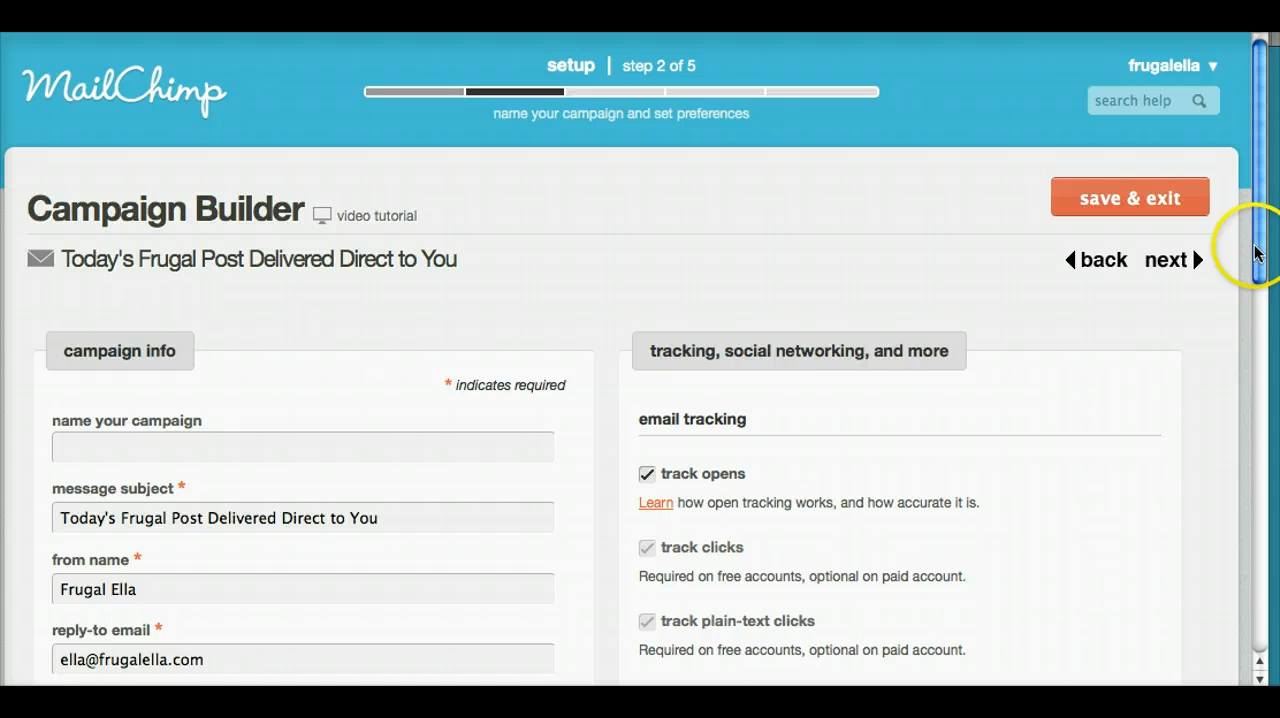 MailChimp
setup | step 2 of 5
name your campaign and set preferences
frugalella ▼
search help
Campaign Builder
video tutorial
save & exit
Today's Frugal Post Delivered Direct to You
back next
campaign info
* indicates required
name your campaign
message subject *
Today's Frugal Post Delivered Direct to You
from name *
Frugal Ella
reply-to email *
ella@frugalella.com
tracking, social networking, and more
email tracking
track opens
Learn how open tracking works, and how accurate it is.
track clicks
Required on free accounts, optional on paid account.
track plain-text clicks
Required on free accounts, optional on paid account.